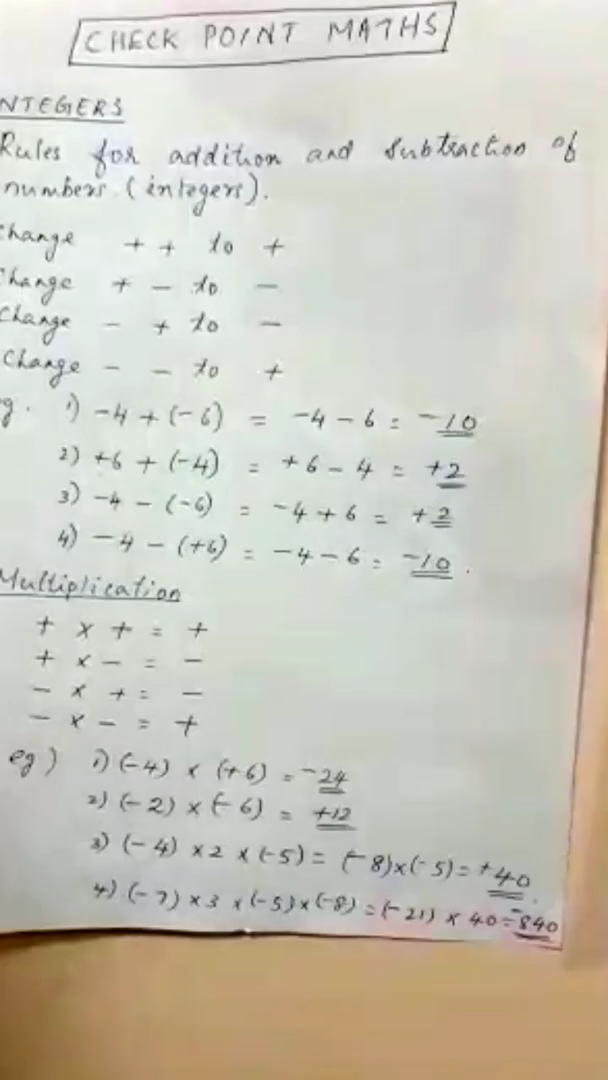 CHECK POINT MATHS
NTEGERS
Rules for addition and subtraction of
numbers (integers).
Change + + to +
Change + - to -
Change - + to -
Change - - to +
g. 1) -4 + (-6) = -4 - 6 = -10
2) +6 + (-4) = +6 - 4 = +2
3) -4 - (-6) = -4 + 6 = +2
4) -4 - (+6) = -4 - 6 = -10.
Multiplication
+ x + = +
+ x - = -
- x + = -
- x - = +
eg) 1) (-4) x (+6) = -24
2) (-2) x (-6) = +12
3) (-4) x 2 x (-5) = (-8)x(-5) = +40.
4) (-7) x 3 x (-5) x (-8) = (-21) x 40 = -840